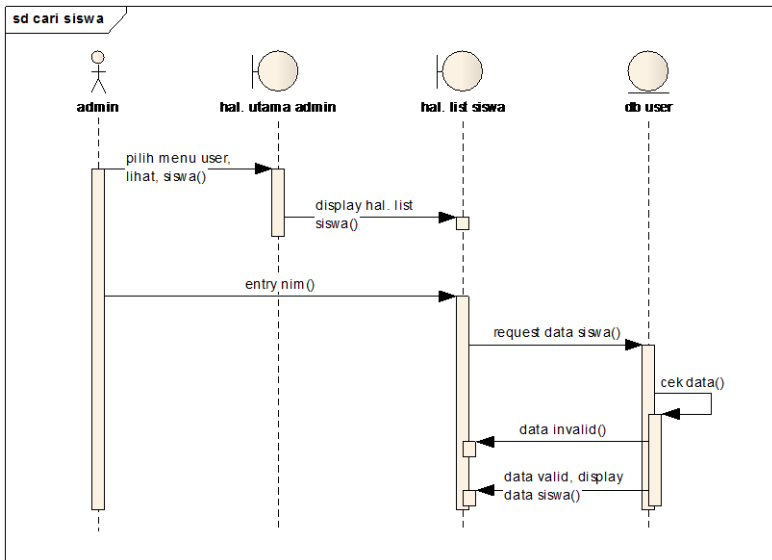 sd cari siswa
admin
hal. utama admin
hal. list siswa
db user
pilih menu user,
lihat, siswa()
display hal. list
siswa()
entry nim()
request data siswa()
cek data()
data invalid()
data valid, display
data siswa()